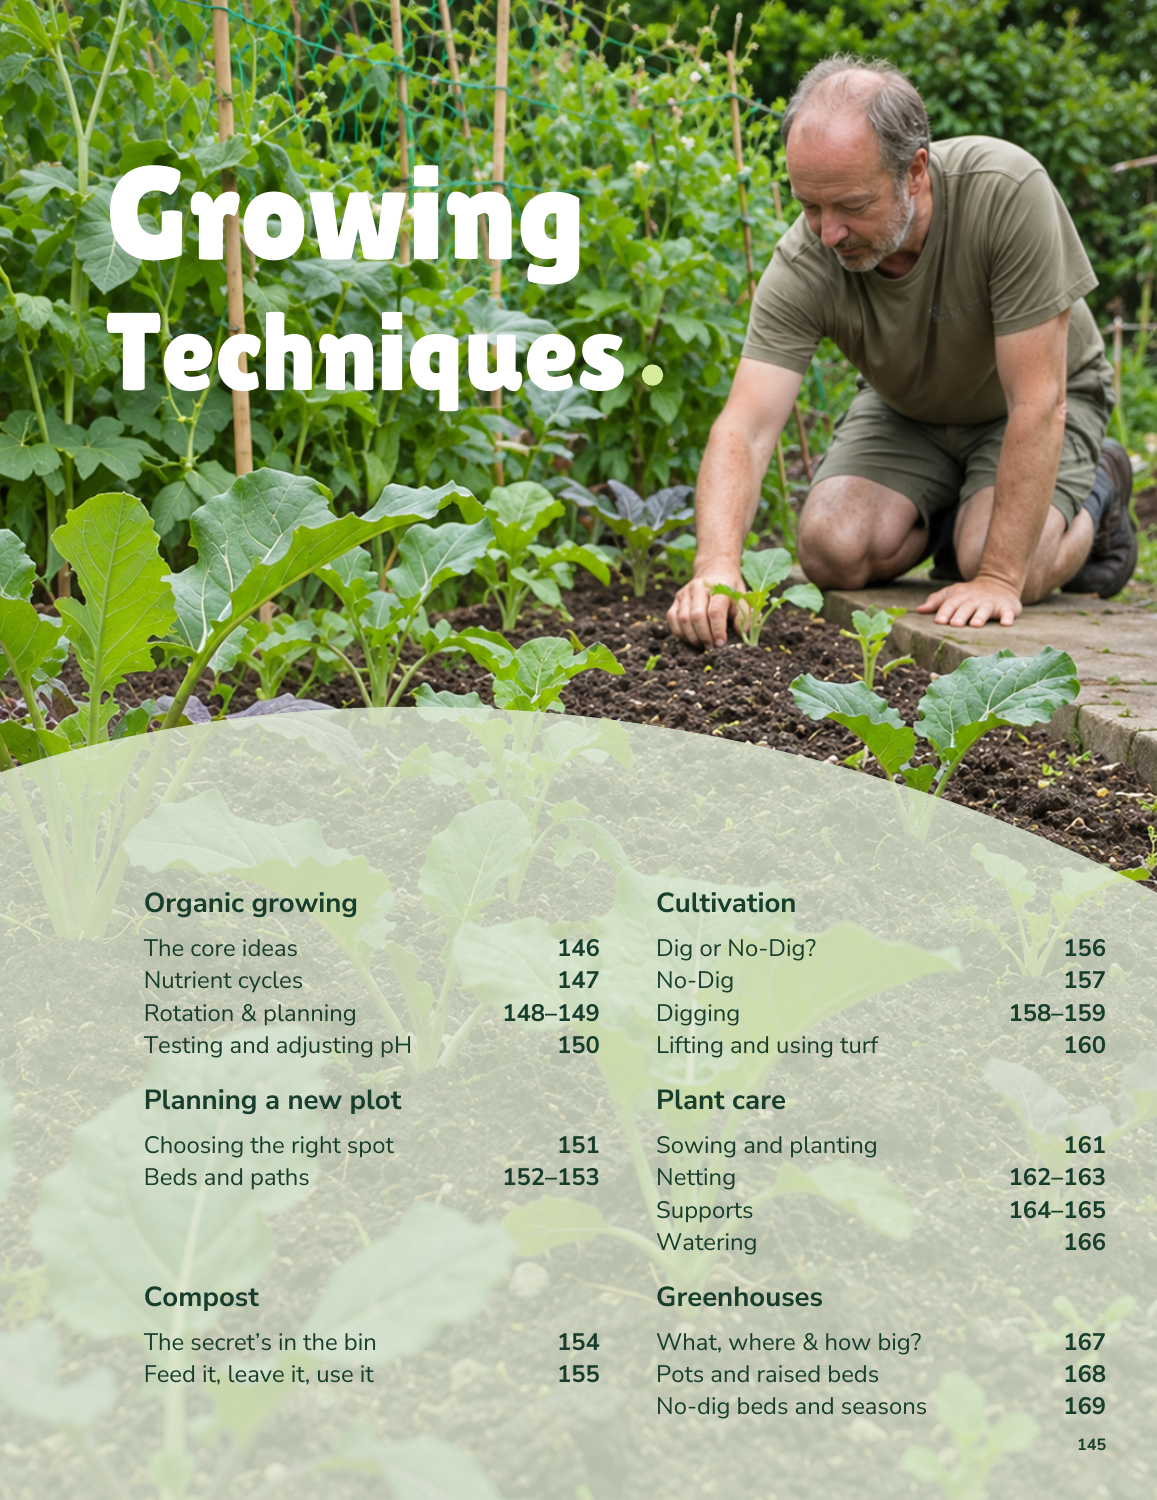 Growing
Techniques.
Organic growing
The core ideas 146
Nutrient cycles 147
Rotation & planning 148–149
Testing and adjusting pH 150
Planning a new plot
Choosing the right spot 151
Beds and paths 152–153
Compost
The secret’s in the bin 154
Feed it, leave it, use it 155
Cultivation
Dig or No-Dig? 156
No-Dig 157
Digging 158–159
Lifting and using turf 160
Plant care
Sowing and planting 161
Netting 162–163
Supports 164–165
Watering 166
Greenhouses
What, where & how big? 167
Pots and raised beds 168
No-dig beds and seasons 169
145